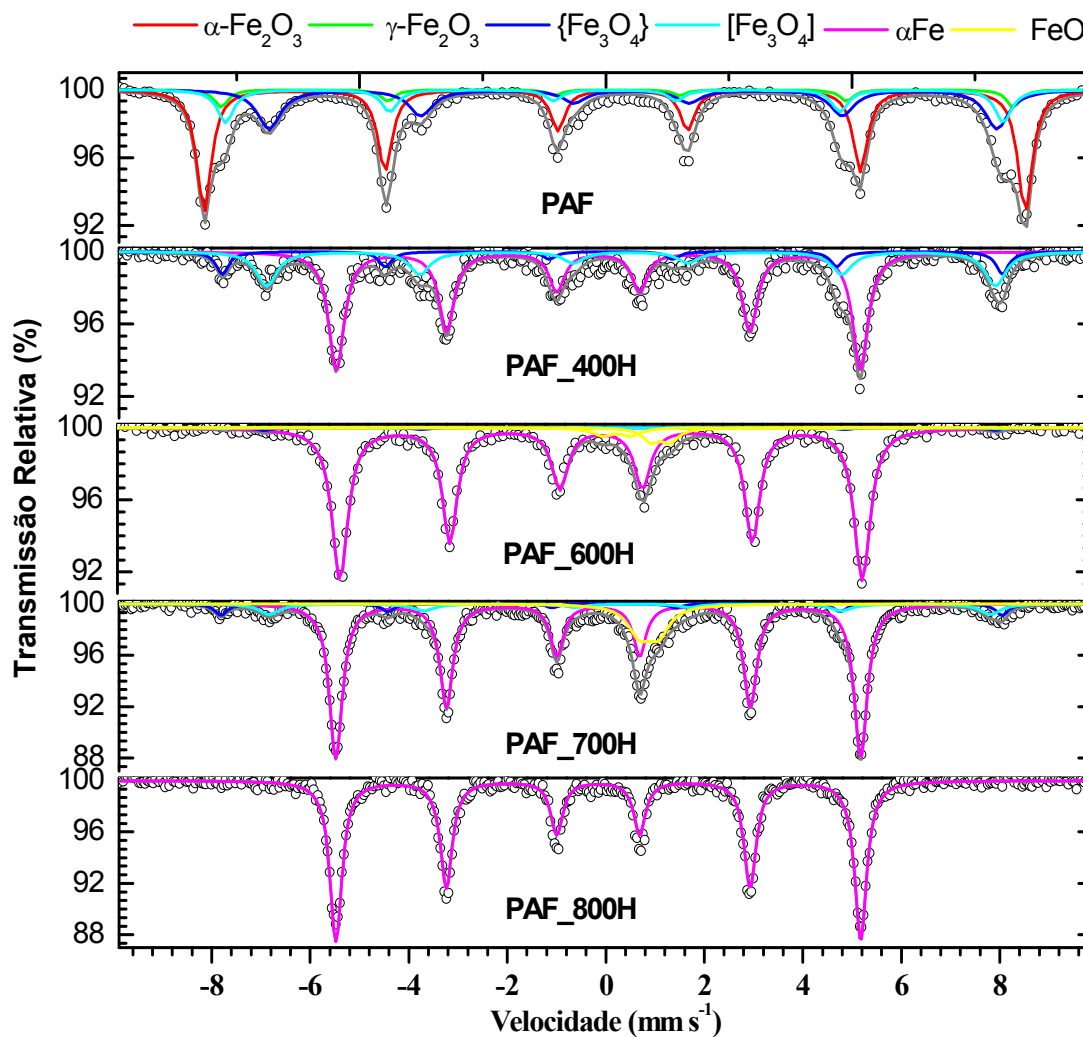 α-Fe2O3 γ-Fe2O3 {Fe3O4} [Fe3O4] αFe FeO
Transmissão Relativa (%)
100
96
92
PAF
100
96
92
PAF_400H
100
96
92
PAF_600H
100
96
92
88
PAF_700H
100
96
92
88
PAF_800H
-8 -6 -4 -2 0 2 4 6 8
Velocidade (mm s-1)